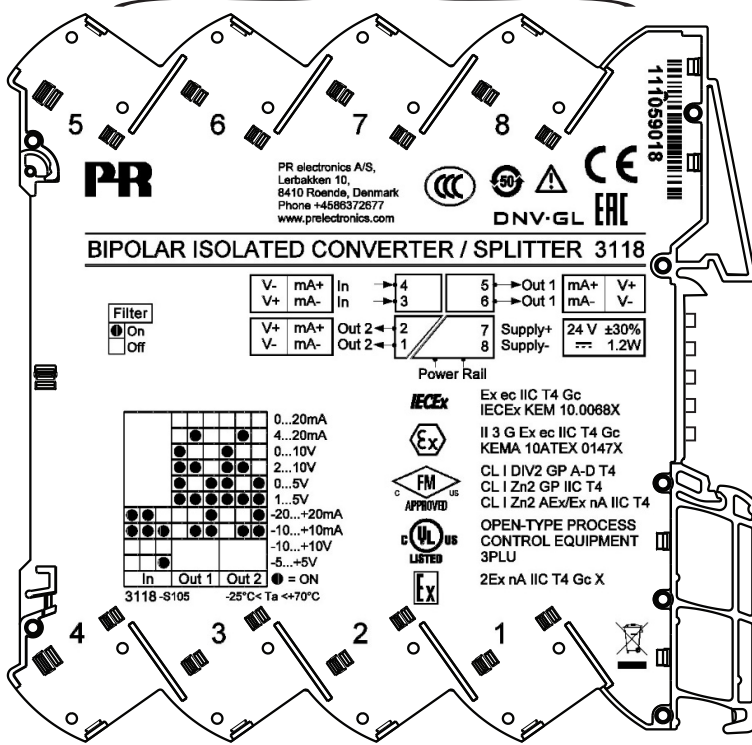 5 6 7 8
111059018
PR
PR electronics A/S,
Lerbakken 10,
8410 Roende, Denmark
Phone +4586372677
www.prelectronics.com
CCC
50
CE
DNV·GL EAC
BIPOLAR ISOLATED CONVERTER / SPLITTER 3118
V- mA+ In 4 5 Out 1 mA+ V+
V+ mA- In 3 6 Out 1 mA- V-
V+ mA+ Out 2 2 7 Supply+ 24 V ±30%
V- mA- Out 2 1 8 Supply- 1.2W
Power Rail
Filter
On
Off
IECEx
Ex ec IIC T4 Gc
IECEx KEM 10.0068X
Ex
II 3 G Ex ec IIC T4 Gc
KEMA 10ATEX 0147X
C FM US
APPROVED
CL I DIV2 GP A-D T4
CL I Zn2 GP IIC T4
CL I Zn2 AEx/Ex nA IIC T4
C UL US
LISTED
OPEN-TYPE PROCESS
CONTROL EQUIPMENT
3PLU
Ex
2Ex nA IIC T4 Gc X
0...20mA
4...20mA
0...10V
2...10V
0...5V
1...5V
-20...+20mA
-10...+10mA
-10...+10V
-5...+5V
In Out 1 Out 2 = ON
3118 -S105 -25°C< Ta <+70°C
4 3 2 1